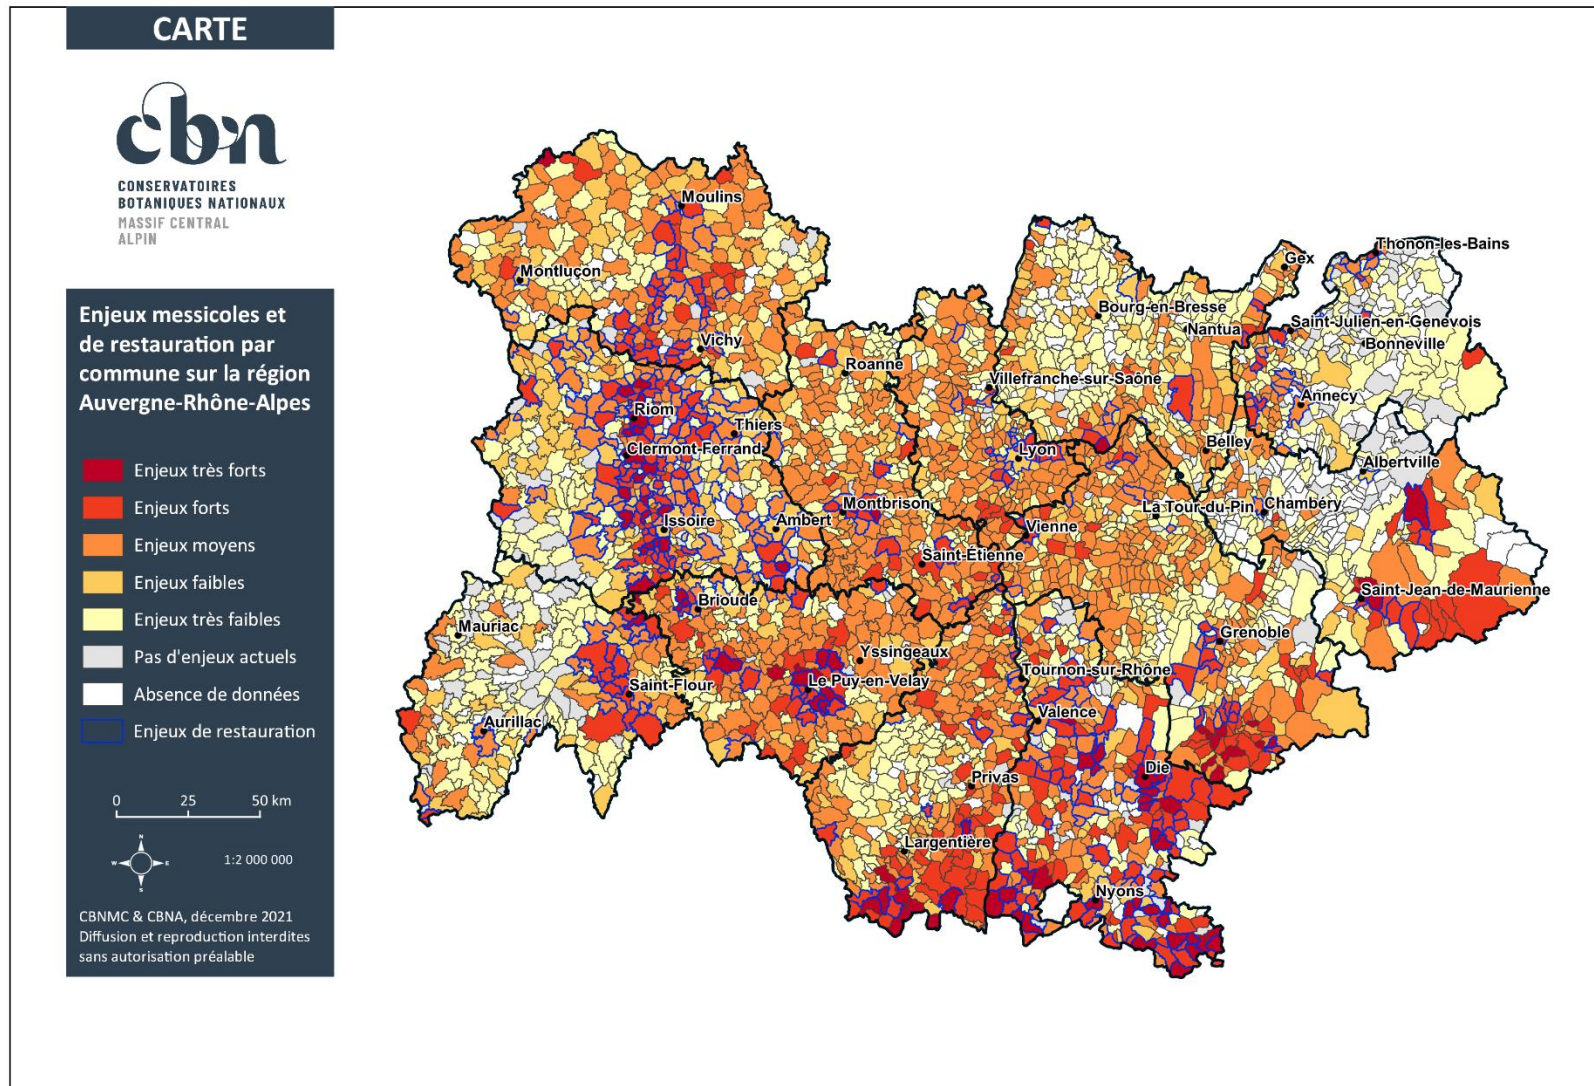 CARTE
cbn
CONSERVATOIRES
BOTANIQUES NATIONAUX
MASSIF CENTRAL
ALPIN
Enjeux messicoles et
de restauration par
commune sur la région
Auvergne-Rhône-Alpes
Enjeux très forts
Enjeux forts
Enjeux moyens
Enjeux faibles
Enjeux très faibles
Pas d'enjeux actuels
Absence de données
Enjeux de restauration
0 25 50 km
N
W E
S
1:2 000 000
CBNMC & CBNA, décembre 2021
Diffusion et reproduction interdites
sans autorisation préalable
Moulins
Montluçon
Vichy
Thonon-les-Bains
Gex
Bourg-en-Bresse
Nantua
Saint-Julien-en-Genevois
Bonneville
Roanne
Villefranche-sur-Saône
Annecy
Riom
Thiers
Clermont-Ferrand
Lyon
Belley
Albertville
Montbrison
Issoire
Ambert
Vienne
La Tour-du-Pin
Chambéry
Saint-Étienne
Saint-Jean-de-Maurienne
Brioude
Mauriac
Grenoble
Yssingeaux
Tournon-sur-Rhône
Saint-Flour
Le Puy-en-Velay
Valence
Aurillac
Privas
Die
Largentière
Nyons